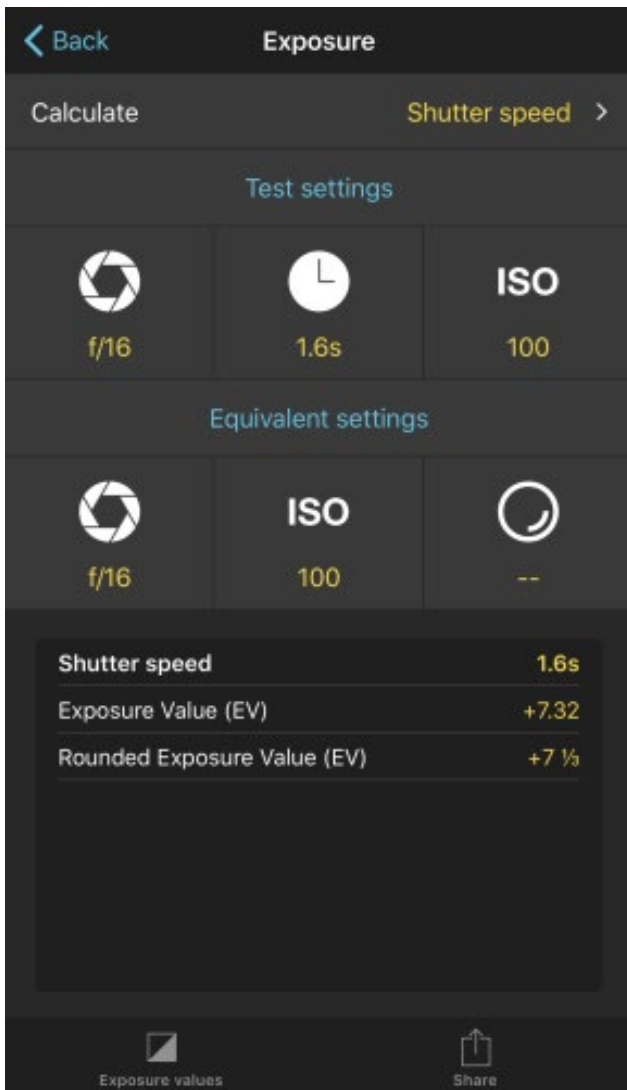 Back
Exposure
Calculate Shutter speed >
Test settings
ISO
f/16 1.6s 100
Equivalent settings
ISO
f/16 100 --
Shutter speed 1.6s
Exposure Value (EV) +7.32
Rounded Exposure Value (EV) +7 ⅓
Exposure values Share